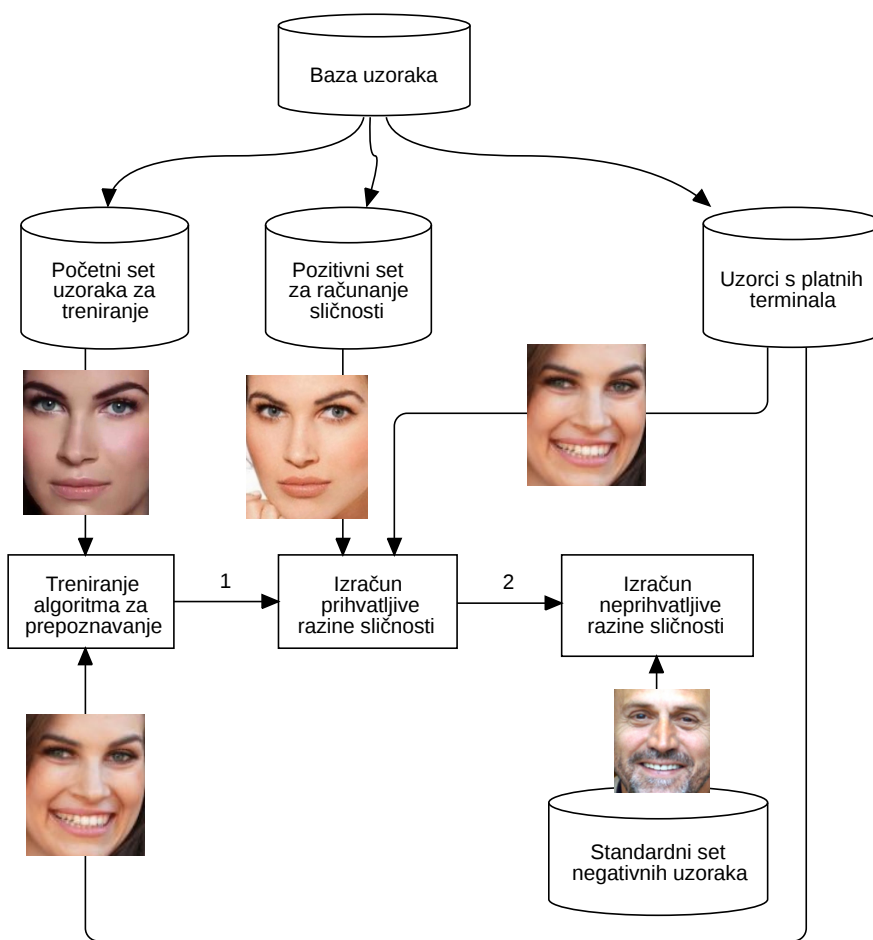 Baza uzoraka
Početni set
uzoraka za
treniranje
Pozitivni set
za računanje
sličnosti
Uzorci s platnih
terminala
Treniranje
algoritma za
prepoznavanje
1
Izračun
prihvatljive
razine sličnosti
2
Izračun
neprihvatljive
razine sličnosti
Standardni set
negativnih uzoraka